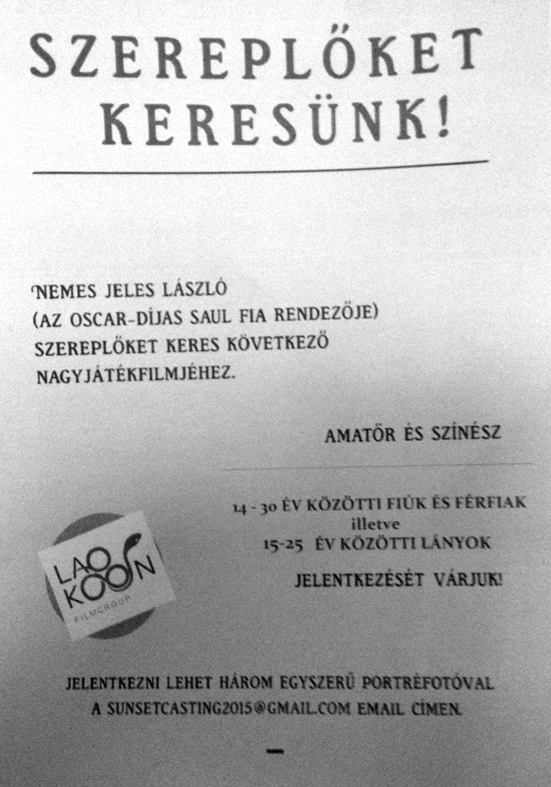 SZEREPLŐKET
KERESÜNK!
NEMES JELES LÁSZLÓ
(AZ OSCAR-DÍJAS SAUL FIA RENDEZŐJE)
SZEREPLŐKET KERES KÖVETKEZŐ
NAGYJÁTÉKFILMJÉHEZ.
AMATŐR ÉS SZÍNÉSZ
14 - 30 ÉV KÖZÖTTI FIÚK ÉS FÉRFIAK
illetve
15-25 ÉV KÖZÖTTI LÁNYOK
JELENTKEZÉSÉT VÁRJUK!
LAO
KOON
FILMGROUP
JELENTKEZNI LEHET HÁROM EGYSZERŰ PORTRÉFOTÓVAL
A SUNSETCASTING2015@GMAIL.COM EMAIL CÍMEN.